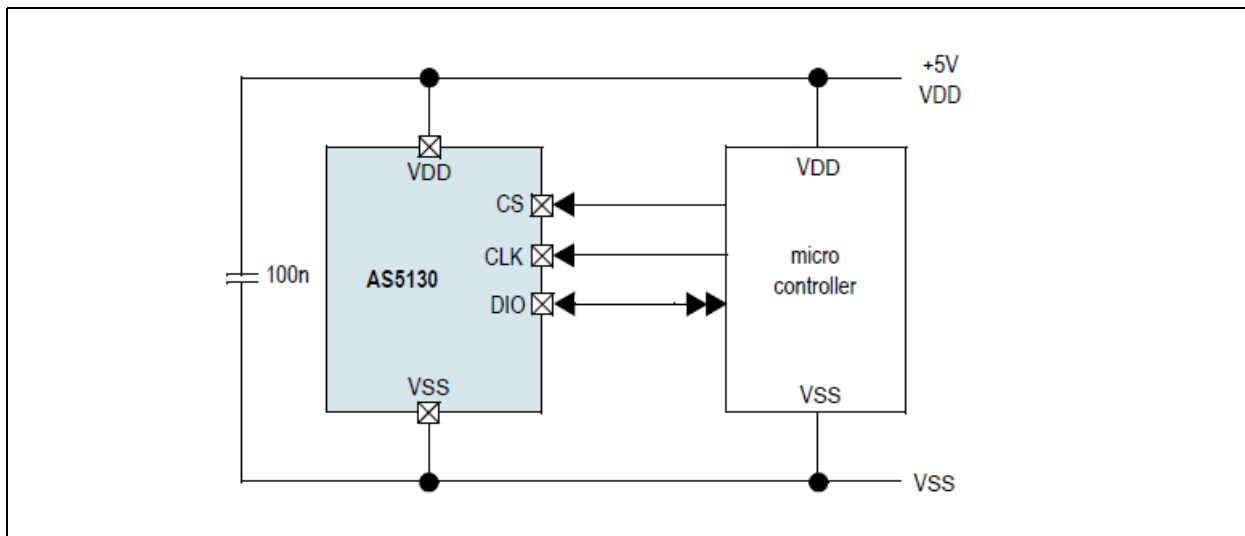 +5V
VDD
VDD
VDD
CS
CLK
micro
controller
100n
AS5130
DIO
VSS
VSS
VSS